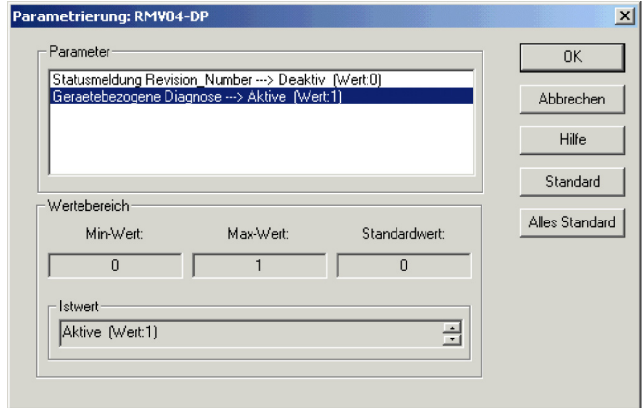 Parametrierung: RMV04-DP
Parameter
Statusmeldung Revision_Number ---> Deaktiv (Wert:0)
Geraetebezogene Diagnose ---> Aktive (Wert:1)
OK
Abbrechen
Hilfe
Standard
Alles Standard
Wertebereich
Min-Wert: Max-Wert: Standardwert:
0 1 0
Istwert
Aktive (Wert:1)